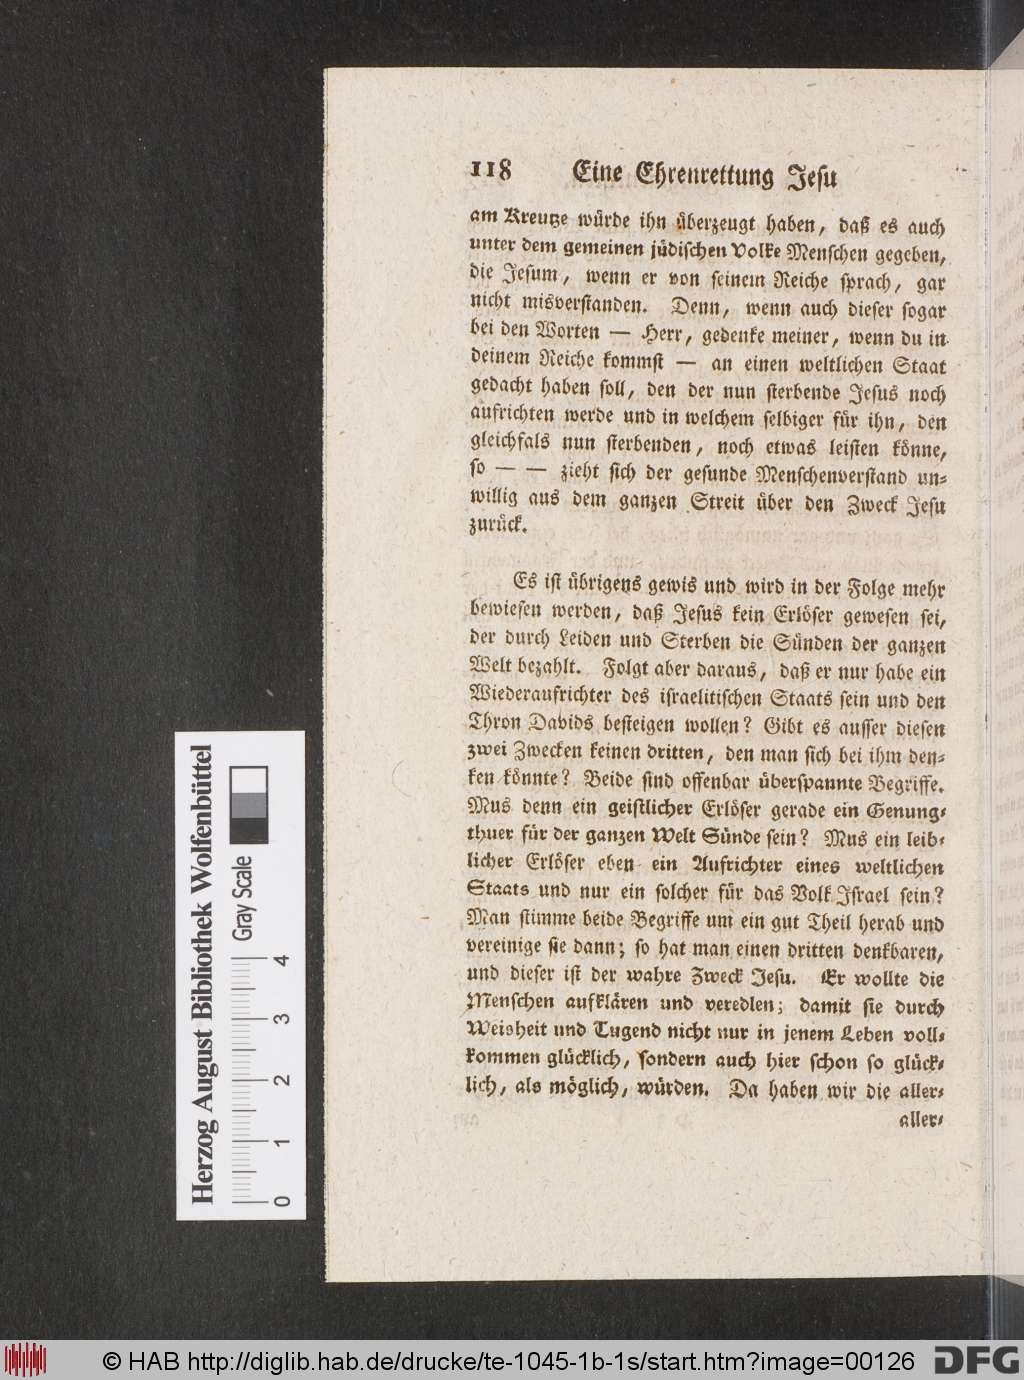 118 Eine Ehrenrettung Jesu
am Kreutze würde ihn überzeugt haben, daß es auch
unter dem gemeinen jüdischen Volke Menschen gegeben,
die Jesum, wenn er von seinem Reiche sprach, gar
nicht misverstanden. Denn, wenn auch dieser sogar
bei den Worten — Herr, gedenke meiner, wenn du in
deinem Reiche kommst — an einen weltlichen Staat
gedacht haben soll, den der nun sterbende Jesus noch
aufrichten werde und in welchem selbiger für ihn, den
gleichfals nun sterbenden, noch etwas leisten könne,
so — — zieht sich der gesunde Menschenverstand un-
willig aus dem ganzen Streit über den Zweck Jesu
zurück.
Es ist übrigens gewis und wird in der Folge mehr
bewiesen werden, daß Jesus kein Erlöser gewesen sei,
der durch Leiden und Sterben die Sünden der ganzen
Welt bezahlt. Folgt aber daraus, daß er nur habe ein
Wiederaufrichter des israelitischen Staats sein und den
Thron Davids besteigen wollen? Gibt es ausser diesen
zwei Zwecken keinen dritten, den man sich bei ihm den-
ken könnte? Beide sind offenbar überspannte Begriffe.
Mus denn ein geistlicher Erlöser gerade ein Genung-
thuer für der ganzen Welt Sünde sein? Mus ein leib-
licher Erlöser eben ein Aufrichter eines weltlichen
Staats und nur ein solcher für das Volk Israel sein?
Man stimme beide Begriffe um ein gut Theil herab und
vereinige sie dann; so hat man einen dritten denkbaren,
und dieser ist der wahre Zweck Jesu. Er wollte die
Menschen aufklären und veredlen; damit sie durch
Weisheit und Tugend nicht nur in jenem Leben voll-
kommen glücklich, sondern auch hier schon so glück-
lich, als möglich, würden. Da haben wir die aller-
aller-
Herzog August Bibliothek Wolfenbüttel
Gray Scale
0 1 2 3 4
© HAB http://diglib.hab.de/drucke/te-1045-1b-1s/start.htm?image=00126
DFG